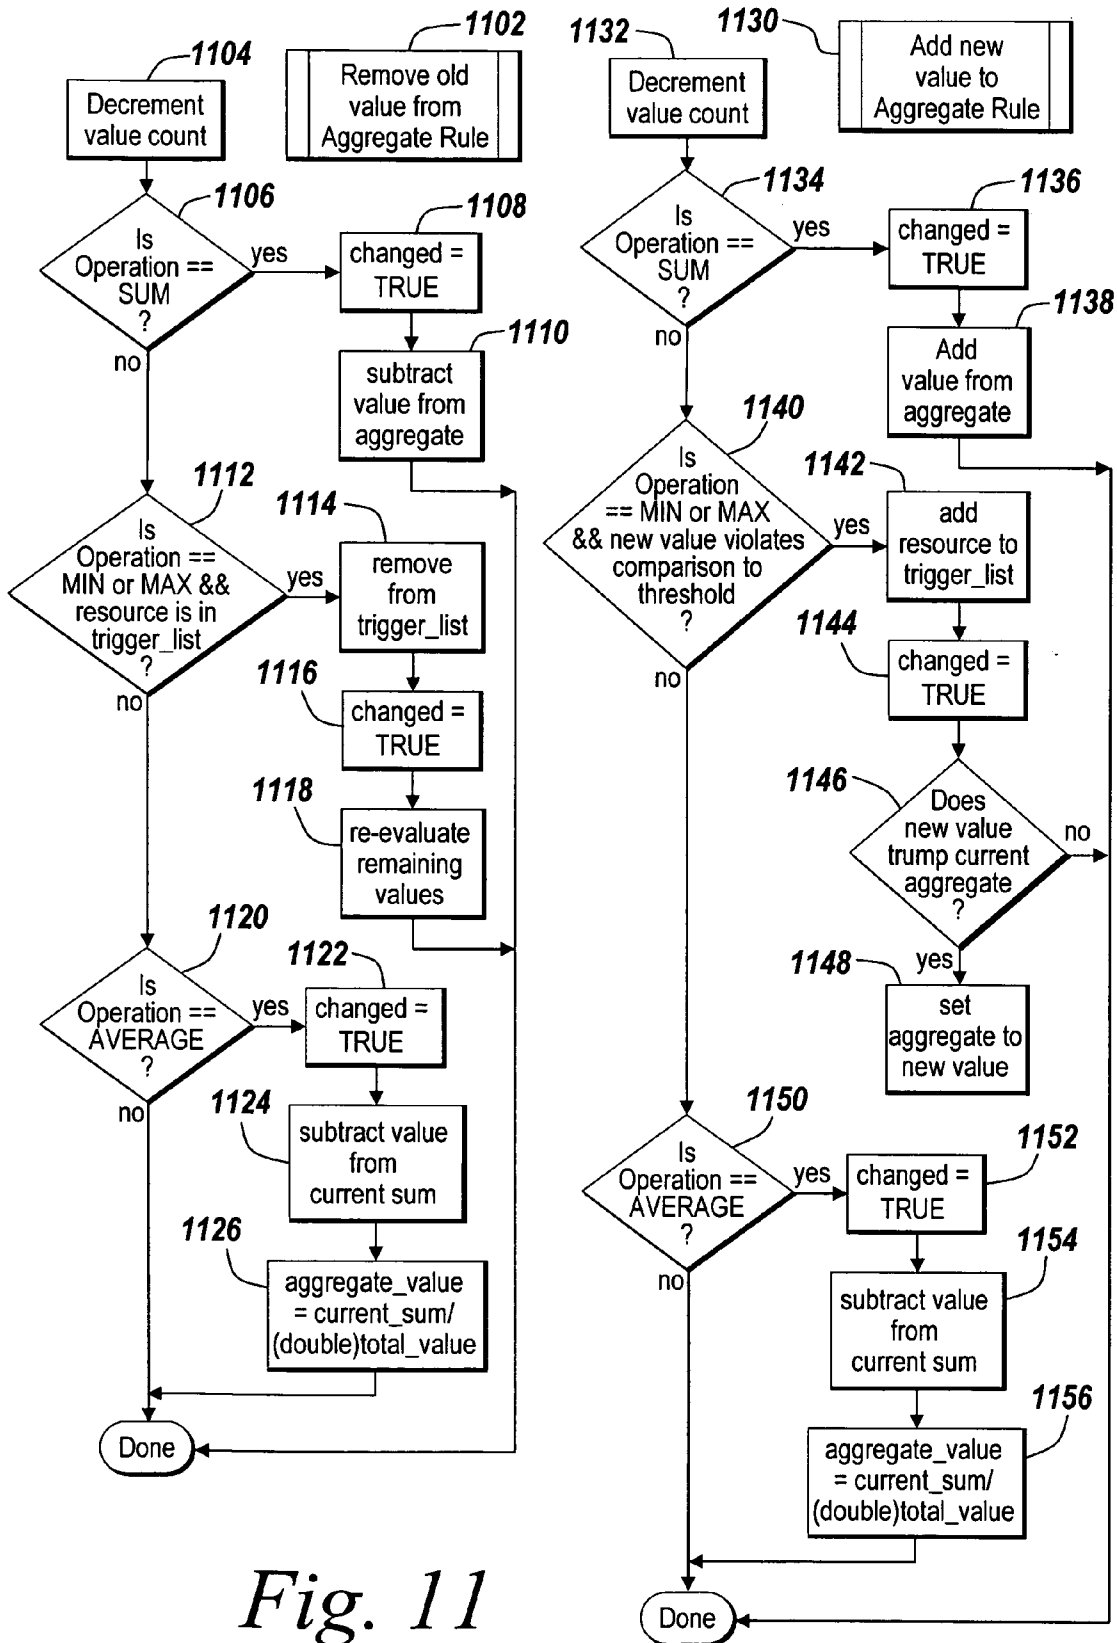 1102
Remove old
value from
Aggregate Rule
1104
Decrement
value count
1106
Is
Operation ==
SUM
?
yes
no
1108
changed =
TRUE
1110
subtract
value from
aggregate
1112
Is
Operation ==
MIN or MAX &&
resource is in
trigger_list
?
yes
no
1114
remove
from
trigger_list
1116
changed =
TRUE
1118
re-evaluate
remaining
values
1120
Is
Operation ==
AVERAGE
?
yes
no
1122
changed =
TRUE
1124
subtract value
from
current sum
1126
aggregate_value
= current_sum/
(double)total_value
Done
1130
Add new
value to
Aggregate Rule
1132
Decrement
value count
1134
Is
Operation ==
SUM
?
yes
no
1136
changed =
TRUE
1138
Add
value from
aggregate
1140
Is
Operation
== MIN or MAX
&& new value violates
comparison to
threshold
?
yes
no
1142
add
resource to
trigger_list
1144
changed =
TRUE
1146
Does
new value
trump current
aggregate
?
no
yes
1148
set
aggregate to
new value
1150
Is
Operation ==
AVERAGE
?
yes
no
1152
changed =
TRUE
1154
subtract value
from
current sum
1156
aggregate_value
= current_sum/
(double)total_value
Done
Fig. 11